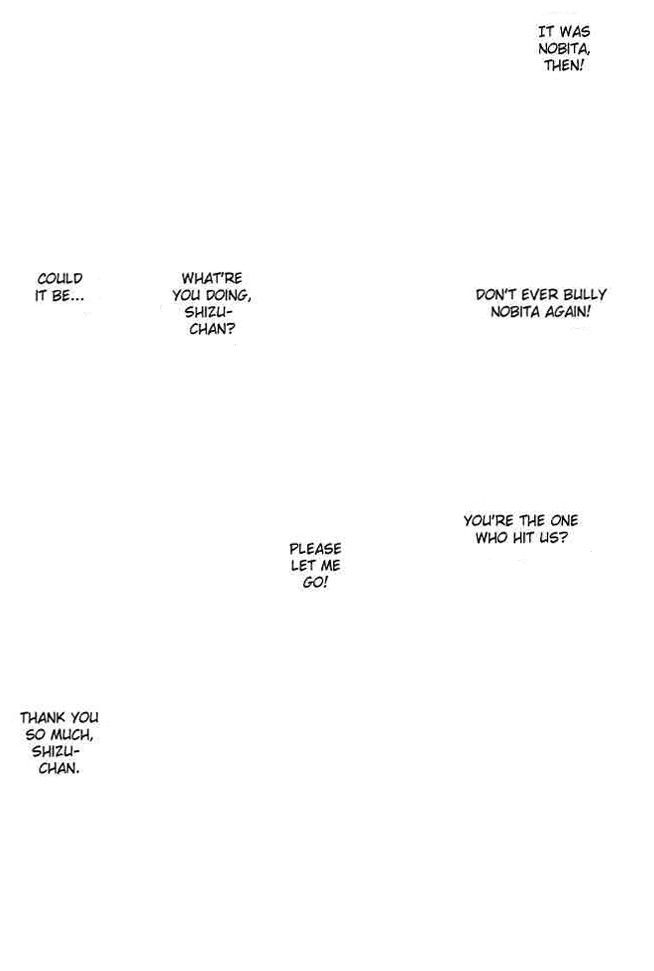 IT WAS
NOBITA,
THEN!
DON'T EVER BULLY
NOBITA AGAIN!
WHAT'RE
YOU DOING,
SHIZU-
CHAN?
COULD
IT BE...
YOU'RE THE ONE
WHO HIT US?
PLEASE
LET ME
GO!
THANK YOU
SO MUCH,
SHIZU-
CHAN.